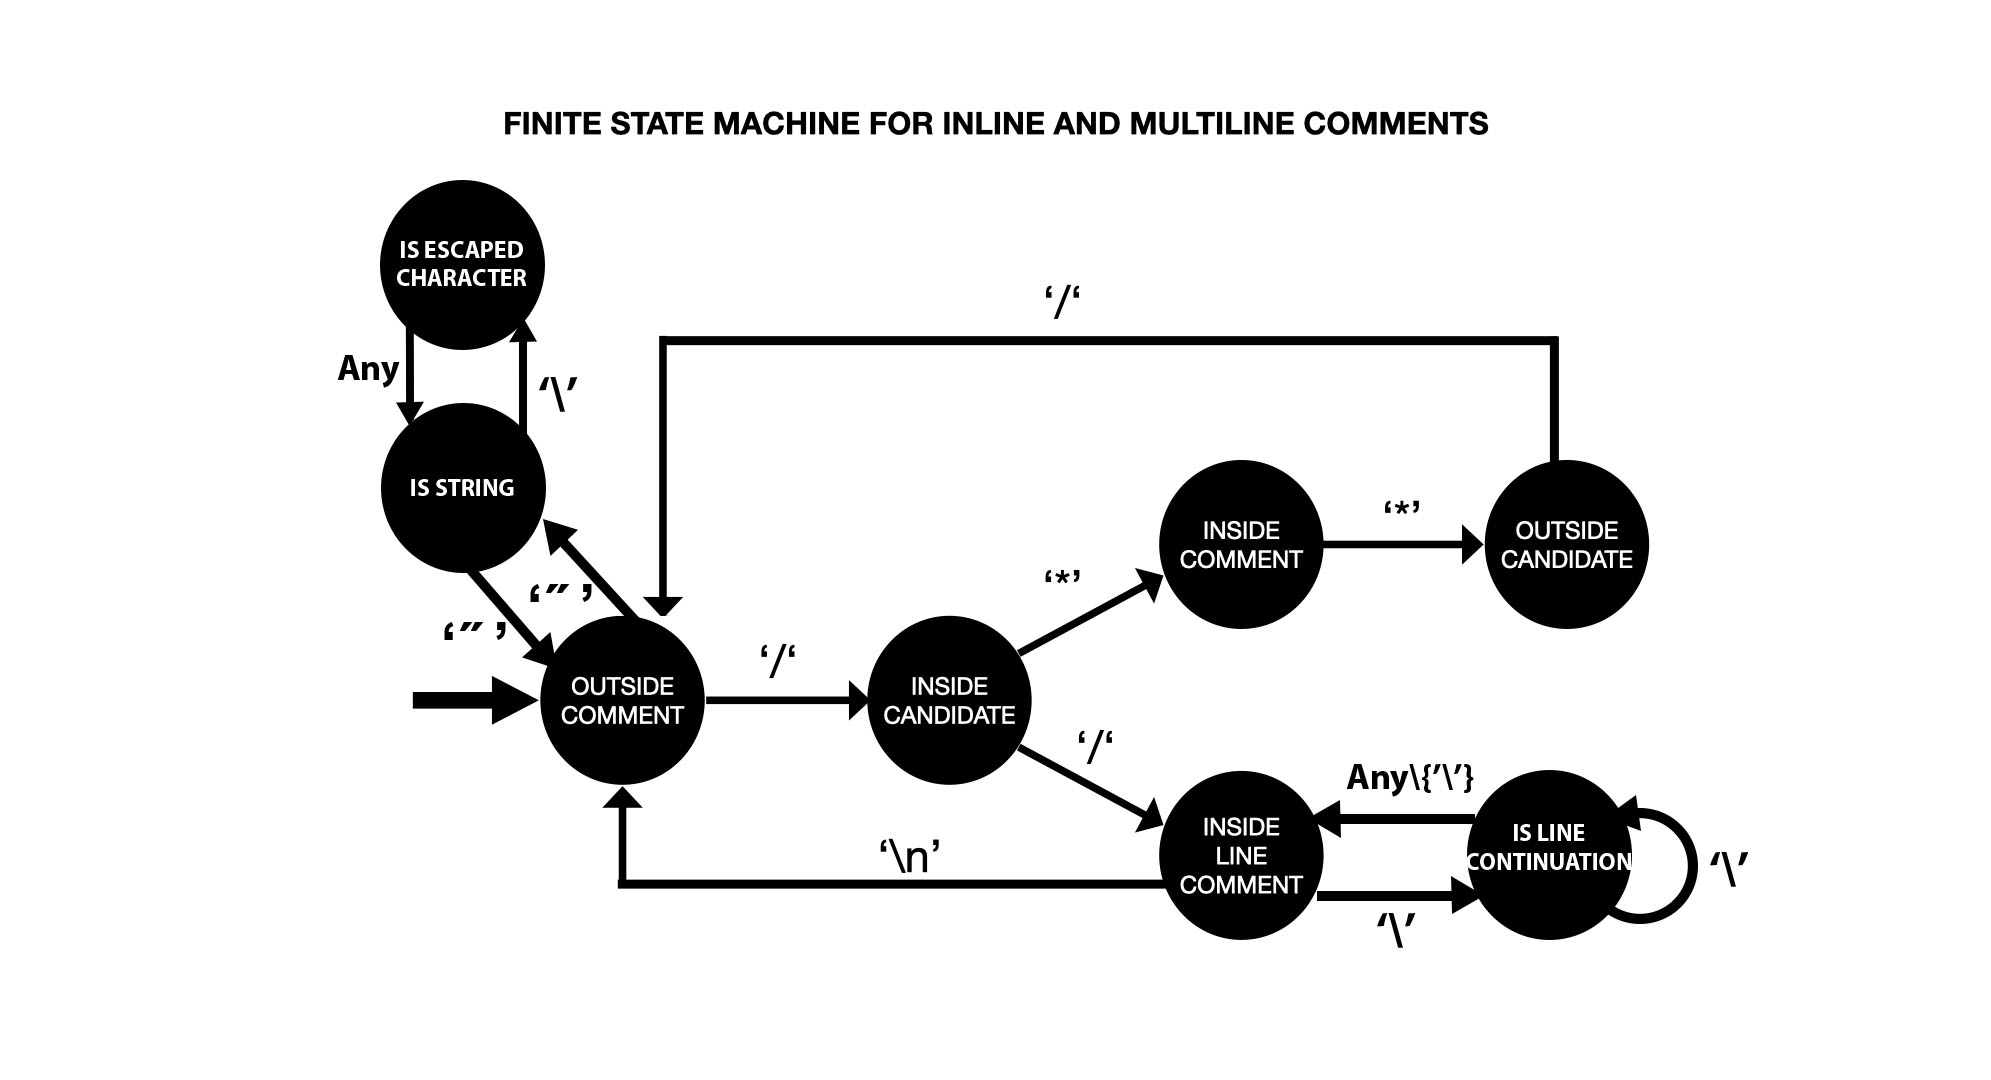 FINITE STATE MACHINE FOR INLINE AND MULTILINE COMMENTS
IS ESCAPED
CHARACTER
‘/‘
Any
‘\’
IS STRING
‘*’
INSIDE
COMMENT
OUTSIDE
CANDIDATE
‘″ ’
‘*’
‘″ ’
‘/‘
OUTSIDE
COMMENT
INSIDE
CANDIDATE
‘/‘
Any\{’\’}
INSIDE
LINE
COMMENT
IS LINE
CONTINUATION
‘\’
‘\n’
‘\’